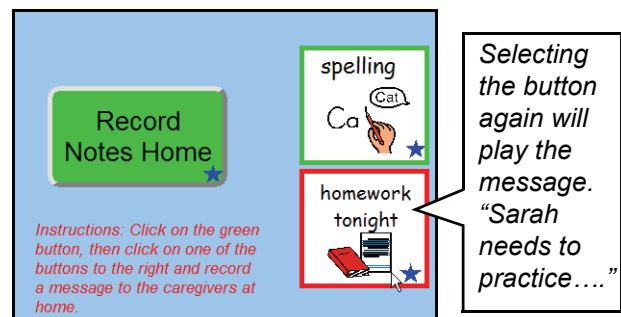 Record
Notes Home
Instructions: Click on the green
button, then click on one of the
buttons to the right and record
a message to the caregivers at
home.
spelling
Cat
Ca
homework
tonight
Selecting
the button
again will
play the
message.
“Sarah
needs to
practice….”